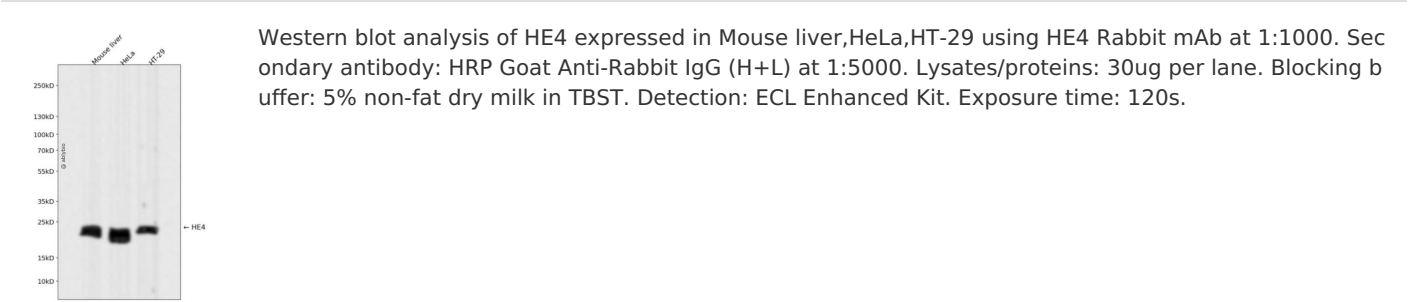 Western blot analysis of HE4 expressed in Mouse liver,HeLa,HT-29 using HE4 Rabbit mAb at 1:1000. Sec
ondary antibody: HRP Goat Anti-Rabbit IgG (H+L) at 1:5000. Lysates/proteins: 30ug per lane. Blocking b
uffer: 5% non-fat dry milk in TBST. Detection: ECL Enhanced Kit. Exposure time: 120s.
Mouse liver
HeLa
HT-29
250kD
130kD
100kD
70kD
55kD
35kD
25kD
← HE4
15kD
10kD